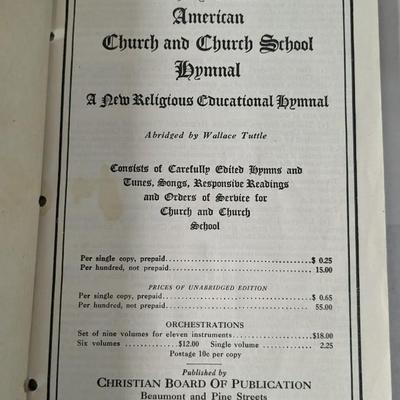 American
Church and Church School
Hymnal
A New Religious Educational Hymnal
Abridged by Wallace Tuttle
Consists of Carefully Edited Hymns and
Tunes, Songs, Responsive Readings
and Orders of Service for
Church and Church
School
Per single copy, prepaid..............................$ 0.25
Per hundred, not prepaid.............................. 15.00
PRICES OF UNABRIDGED EDITION
Per single copy, prepaid..............................$ 0.65
Per hundred, not prepaid.............................. 55.00
ORCHESTRATIONS
Set of nine volumes for eleven instruments...........$18.00
Six volumes ..........$12.00 Single volume .......... 2.25
Postage 10c per copy
Published by
CHRISTIAN BOARD OF PUBLICATION
Beaumont and Pine Streets